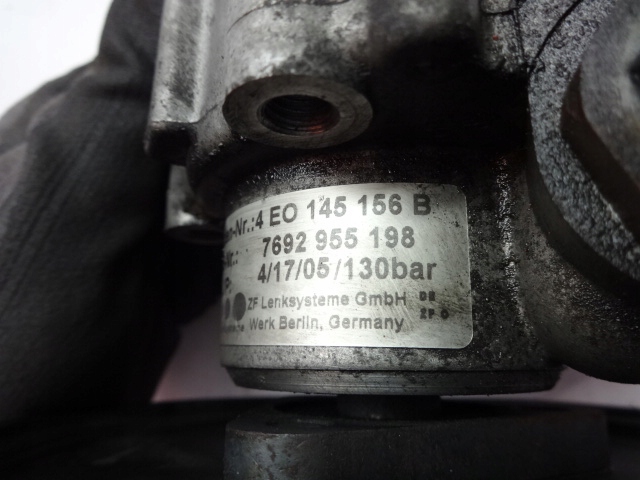 -Nr.:4 EO 145 156 B
7692 955 198
4/17/05/130bar
ZF Lenksysteme GmbH
Werk Berlin, Germany